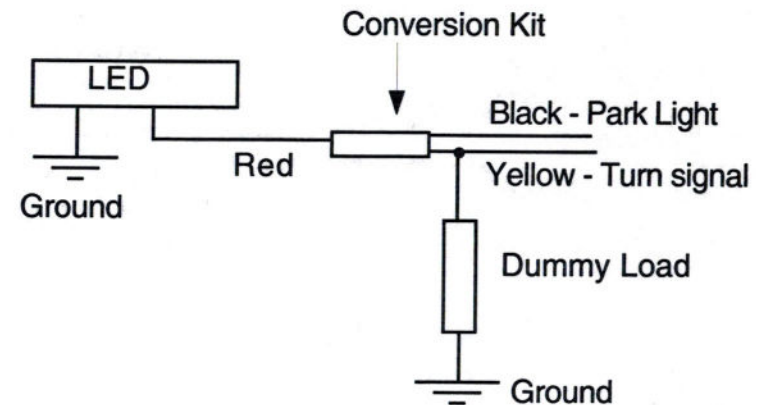 Conversion Kit
LED
Black - Park Light
Red
Yellow - Turn signal
Ground
Dummy Load
Ground